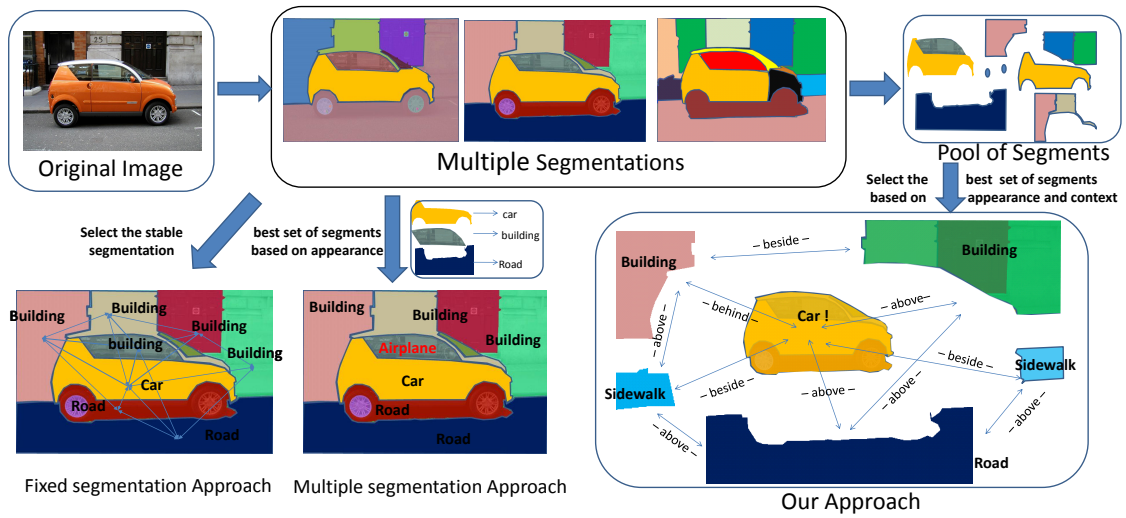 Original Image
Multiple Segmentations
Pool of Segments
Select the stable
segmentation
best set of segments
based on appearance
car
building
Road
Select the best set of segments
based on appearance and context
Building
Building
Building
Building
building
Car
Road
Road
Fixed segmentation Approach
Building
Building
Building
Airplane
Car
Road
Road
Multiple segmentation Approach
Building
– beside –
Building
– behind –
Car !
– above–
– above –
Sidewalk
– beside –
– above –
– above –
– beside –
Sidewalk
– above –
– above –
Road
Our Approach